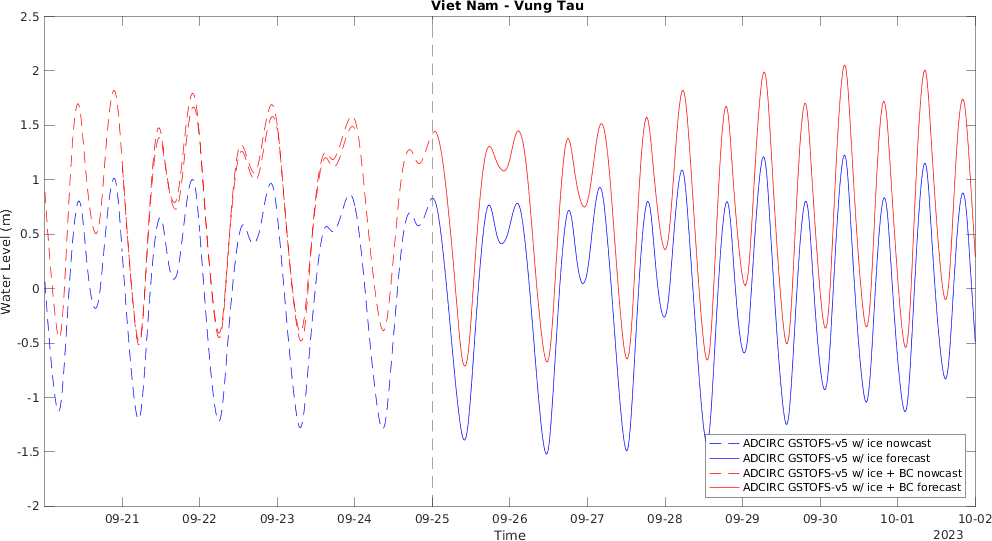 Viet Nam - Vung Tau
2.5
2
1.5
1
0.5
0
-0.5
-1
-1.5
-2
Water Level (m)
ADCIRC GSTOFS-v5 w/ ice nowcast
ADCIRC GSTOFS-v5 w/ ice forecast
ADCIRC GSTOFS-v5 w/ ice + BC nowcast
ADCIRC GSTOFS-v5 w/ ice + BC forecast
09-21 09-22 09-23 09-24 09-25 09-26 09-27 09-28 09-29 09-30 10-01 10-02
Time
2023